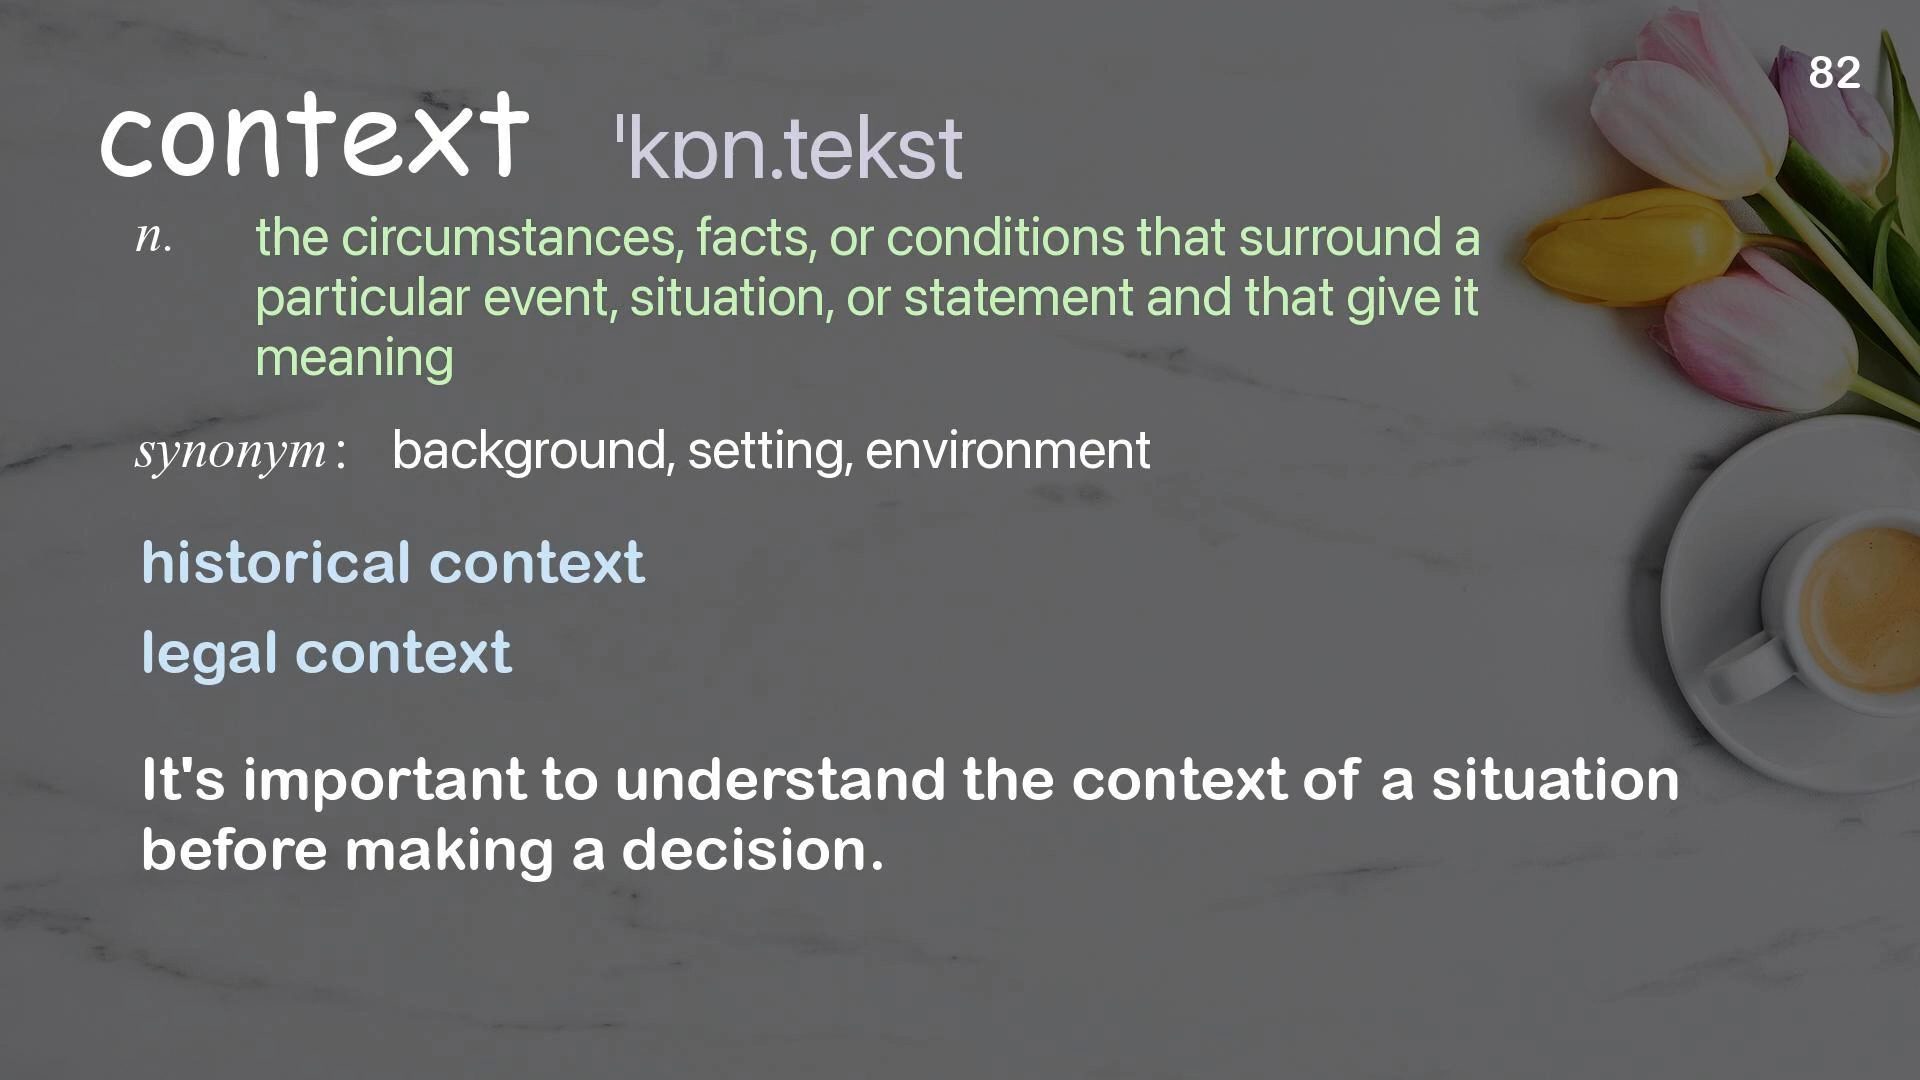 82
context ˈkɒn.tekst
n. the circumstances, facts, or conditions that surround a
particular event, situation, or statement and that give it
meaning
synonym : background, setting, environment
historical context
legal context
It's important to understand the context of a situation
before making a decision.